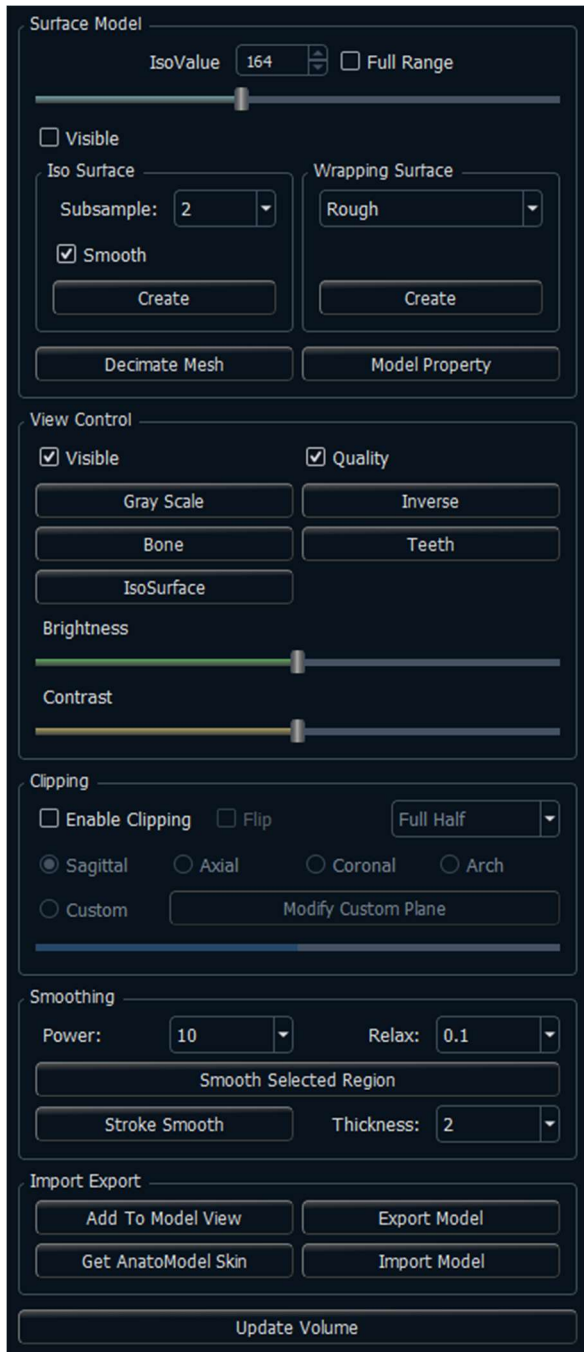 Surface Model
IsoValue 164 Full Range
Visible
Iso Surface Wrapping Surface
Subsample: 2 Rough
Smooth
Create Create
Decimate Mesh Model Property
View Control
Visible Quality
Gray Scale Inverse
Bone Teeth
IsoSurface
Brightness
Contrast
Clipping
Enable Clipping Flip Full Half
Sagittal Axial Coronal Arch
Custom Modify Custom Plane
Smoothing
Power: 10 Relax: 0.1
Smooth Selected Region
Stroke Smooth Thickness: 2
Import Export
Add To Model View Export Model
Get AnatoModel Skin Import Model
Update Volume